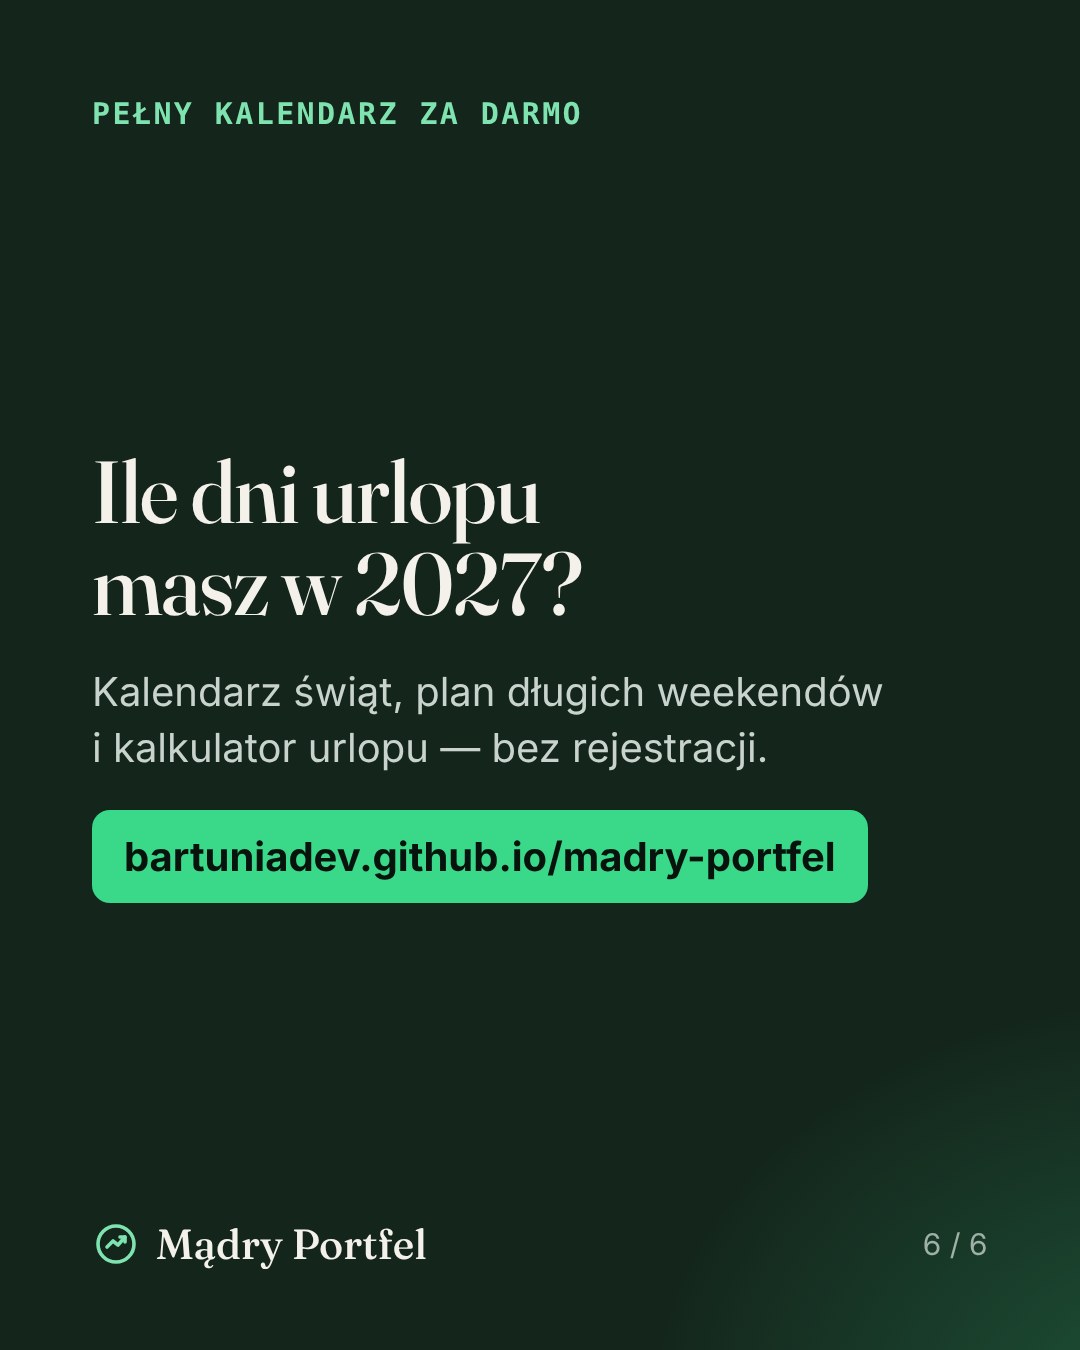 PEŁNY KALENDARZ ZA DARMO
Ile dni urlopu
masz w 2027?
Kalendarz świąt, plan długich weekendów
i kalkulator urlopu — bez rejestracji.
bartuniadev.github.io/madry-portfel
Mądry Portfel
6 / 6